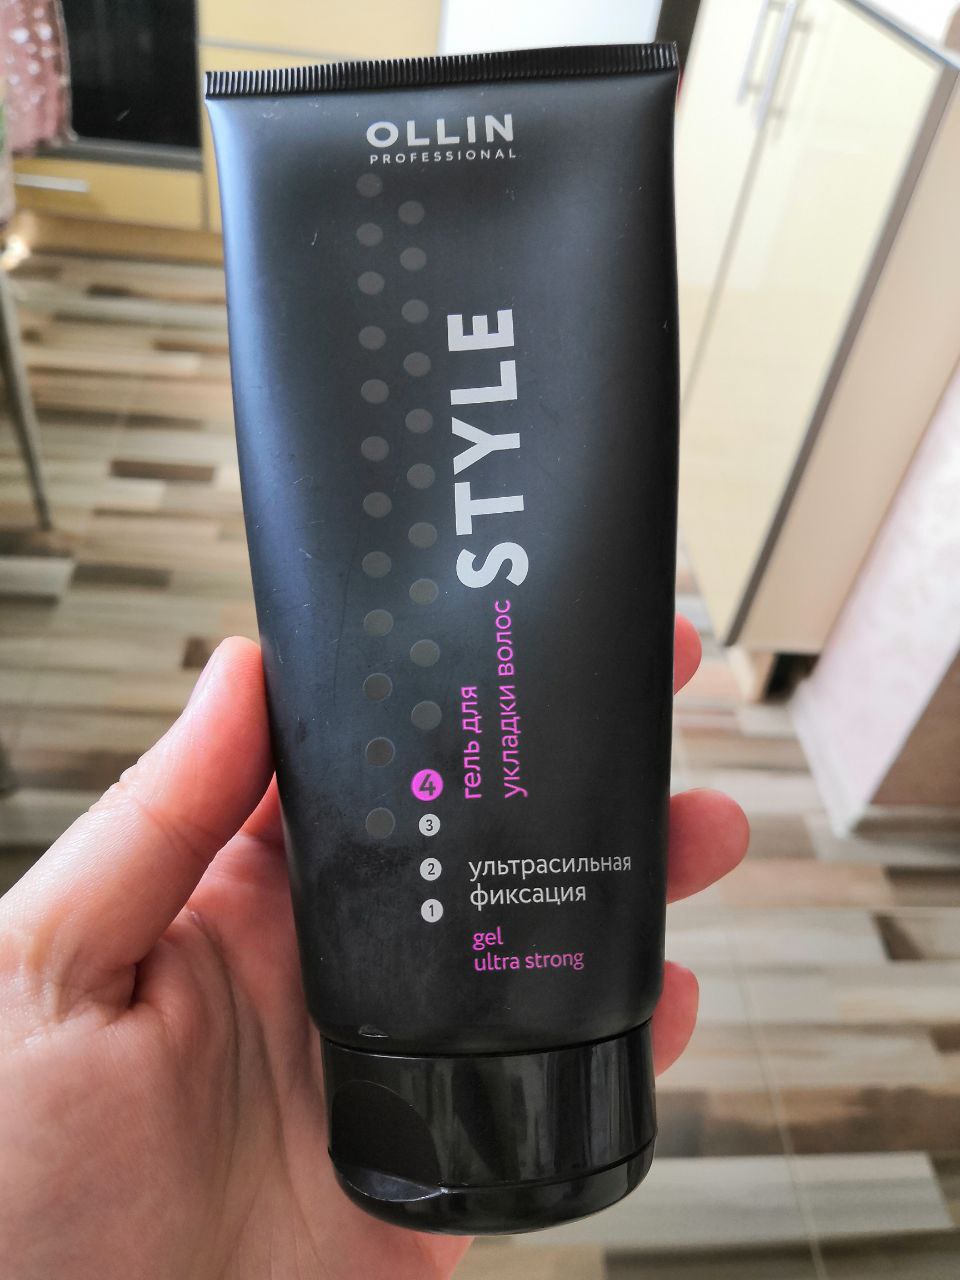 OLLIN
PROFESSIONAL
STYLE
гель для
укладки волос
4
3
2
1
ультрасильная
фиксация
gel
ultra strong